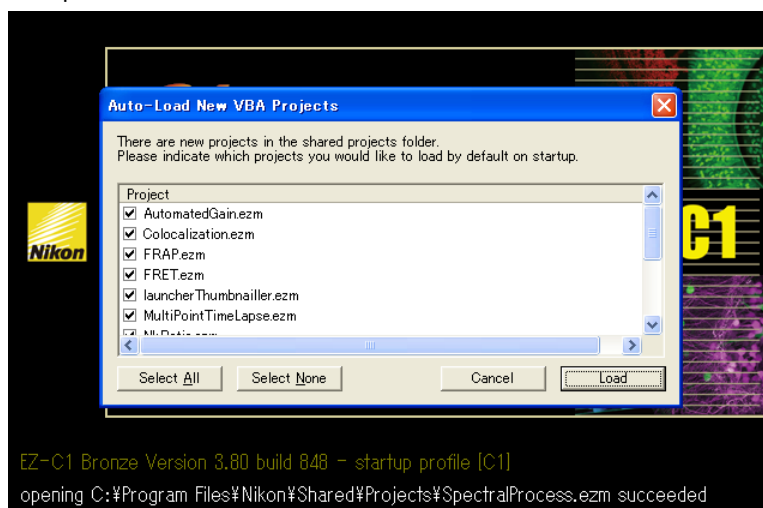 Auto-Load New VBA Projects
There are new projects in the shared projects folder.
Please indicate which projects you would like to load by default on startup.
Project
AutomatedGain.ezm
Colocalization.ezm
FRAP.ezm
FRET.ezm
launcherThumbnailler.ezm
MultiPointTimeLapse.ezm
Nikon
C1
Select All
Select None
Cancel
Load
EZ-C1 Bronze Version 3.80 build 848 - startup profile [C1]
opening C:¥Program Files¥Nikon¥Shared¥Projects¥SpectralProcess.ezm succeeded